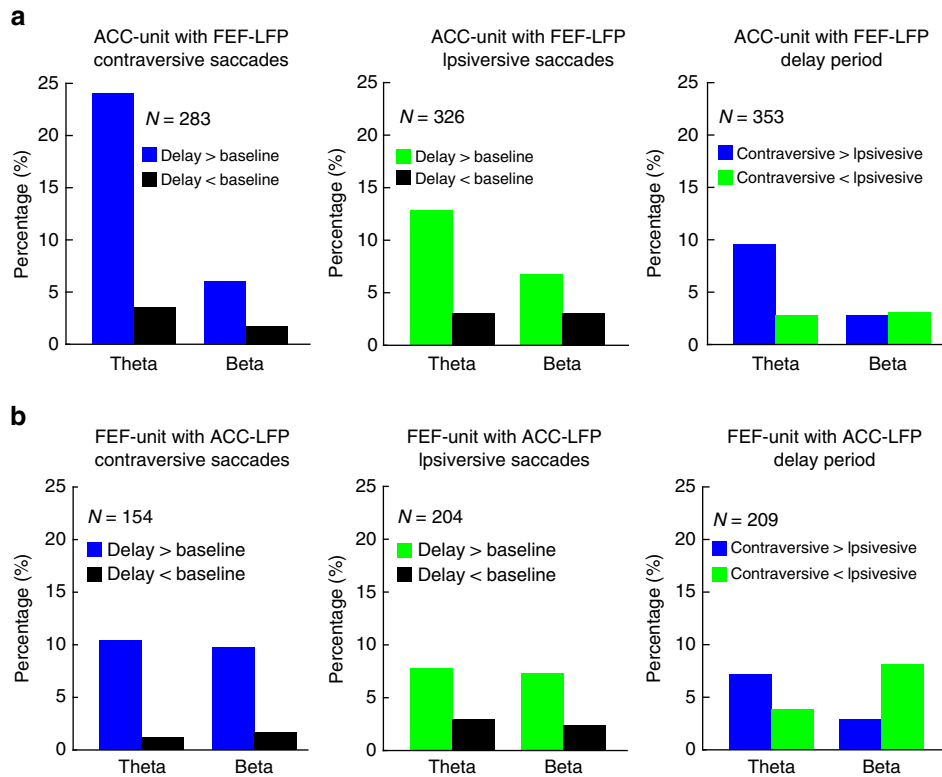 a
ACC-unit with FEF-LFP
contraversive saccades
Percentage (%)
25
20
15
10
5
0
N = 283
Delay > baseline
Delay < baseline
Theta
Beta
ACC-unit with FEF-LFP
Ipsiversive saccades
Percentage (%)
25
20
15
10
5
0
N = 326
Delay > baseline
Delay < baseline
Theta
Beta
ACC-unit with FEF-LFP
delay period
Percentage (%)
25
20
15
10
5
0
N = 353
Contraversive > Ipsivesive
Contraversive < Ipsivesive
Theta
Beta
b
FEF-unit with ACC-LFP
contraversive saccades
Percentage (%)
25
20
15
10
5
0
N = 154
Delay > baseline
Delay < baseline
Theta
Beta
FEF-unit with ACC-LFP
Ipsiversive saccades
Percentage (%)
25
20
15
10
5
0
N = 204
Delay > baseline
Delay < baseline
Theta
Beta
FEF-unit with ACC-LFP
delay period
Percentage (%)
25
20
15
10
5
0
N = 209
Contraversive > Ipsivesive
Contraversive < Ipsivesive
Theta
Beta